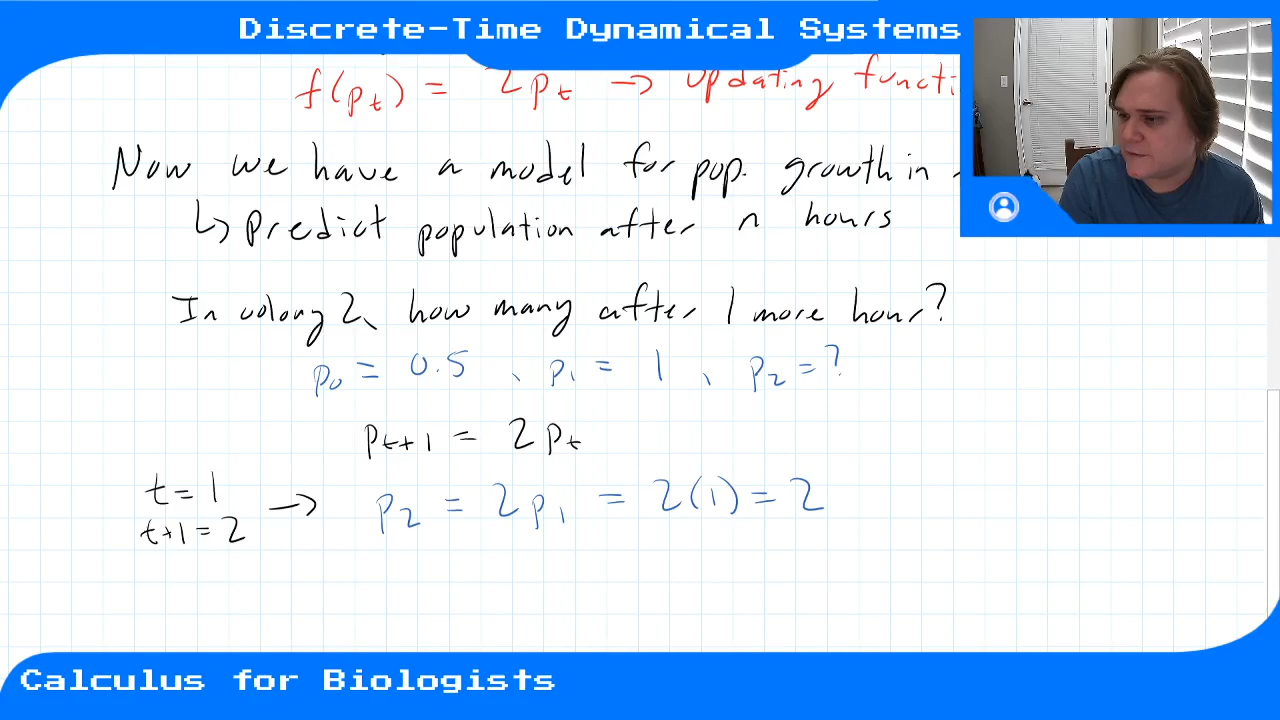 Discrete-Time Dynamical Systems
f(pₜ) = 2pₜ → updating functi
Now we have a model for pop. growth in
↳ predict population after n hours
In colony 2, how many after 1 more hour?
p₀ = 0.5 , p₁ = 1 , p₂ = ?
pₜ₊₁ = 2pₜ
t = 1
t+1 = 2 → p₂ = 2p₁ = 2(1) = 2
Calculus for Biologists